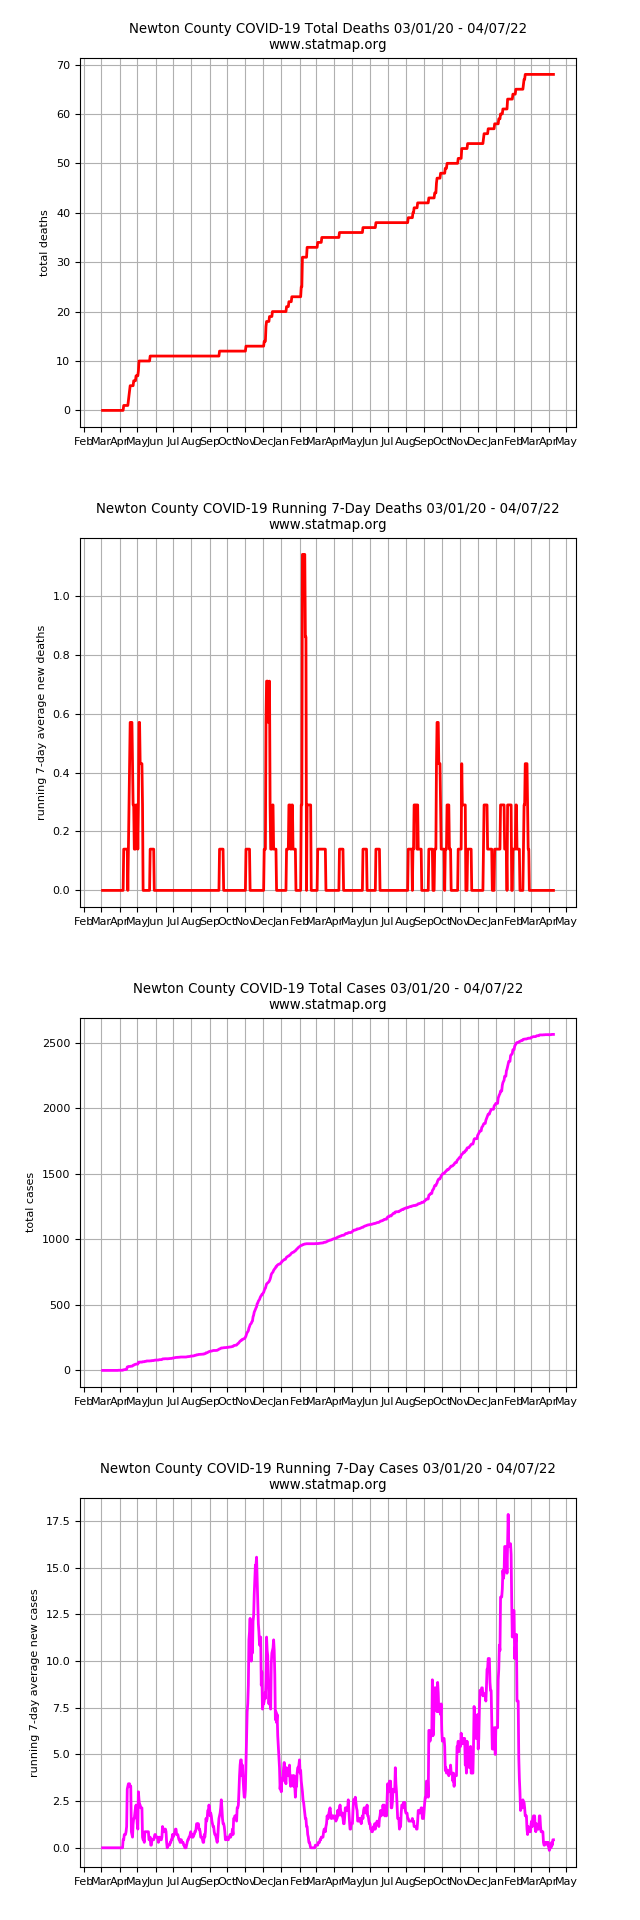 Newton County COVID-19 Total Deaths 03/01/20 - 04/07/22
www.statmap.org
70
60
50
40
30
20
10
0
total deaths
Feb Mar Apr May Jun Jul Aug Sep Oct Nov Dec Jan Feb Mar Apr May Jun Jul Aug Sep Oct Nov Dec Jan Feb Mar Apr May
Newton County COVID-19 Running 7-Day Deaths 03/01/20 - 04/07/22
www.statmap.org
1.0
0.8
0.6
0.4
0.2
0.0
running 7-day average new deaths
Feb Mar Apr May Jun Jul Aug Sep Oct Nov Dec Jan Feb Mar Apr May Jun Jul Aug Sep Oct Nov Dec Jan Feb Mar Apr May
Newton County COVID-19 Total Cases 03/01/20 - 04/07/22
www.statmap.org
2500
2000
1500
1000
500
0
total cases
Feb Mar Apr May Jun Jul Aug Sep Oct Nov Dec Jan Feb Mar Apr May Jun Jul Aug Sep Oct Nov Dec Jan Feb Mar Apr May
Newton County COVID-19 Running 7-Day Cases 03/01/20 - 04/07/22
www.statmap.org
17.5
15.0
12.5
10.0
7.5
5.0
2.5
0.0
running 7-day average new cases
Feb Mar Apr May Jun Jul Aug Sep Oct Nov Dec Jan Feb Mar Apr May Jun Jul Aug Sep Oct Nov Dec Jan Feb Mar Apr May